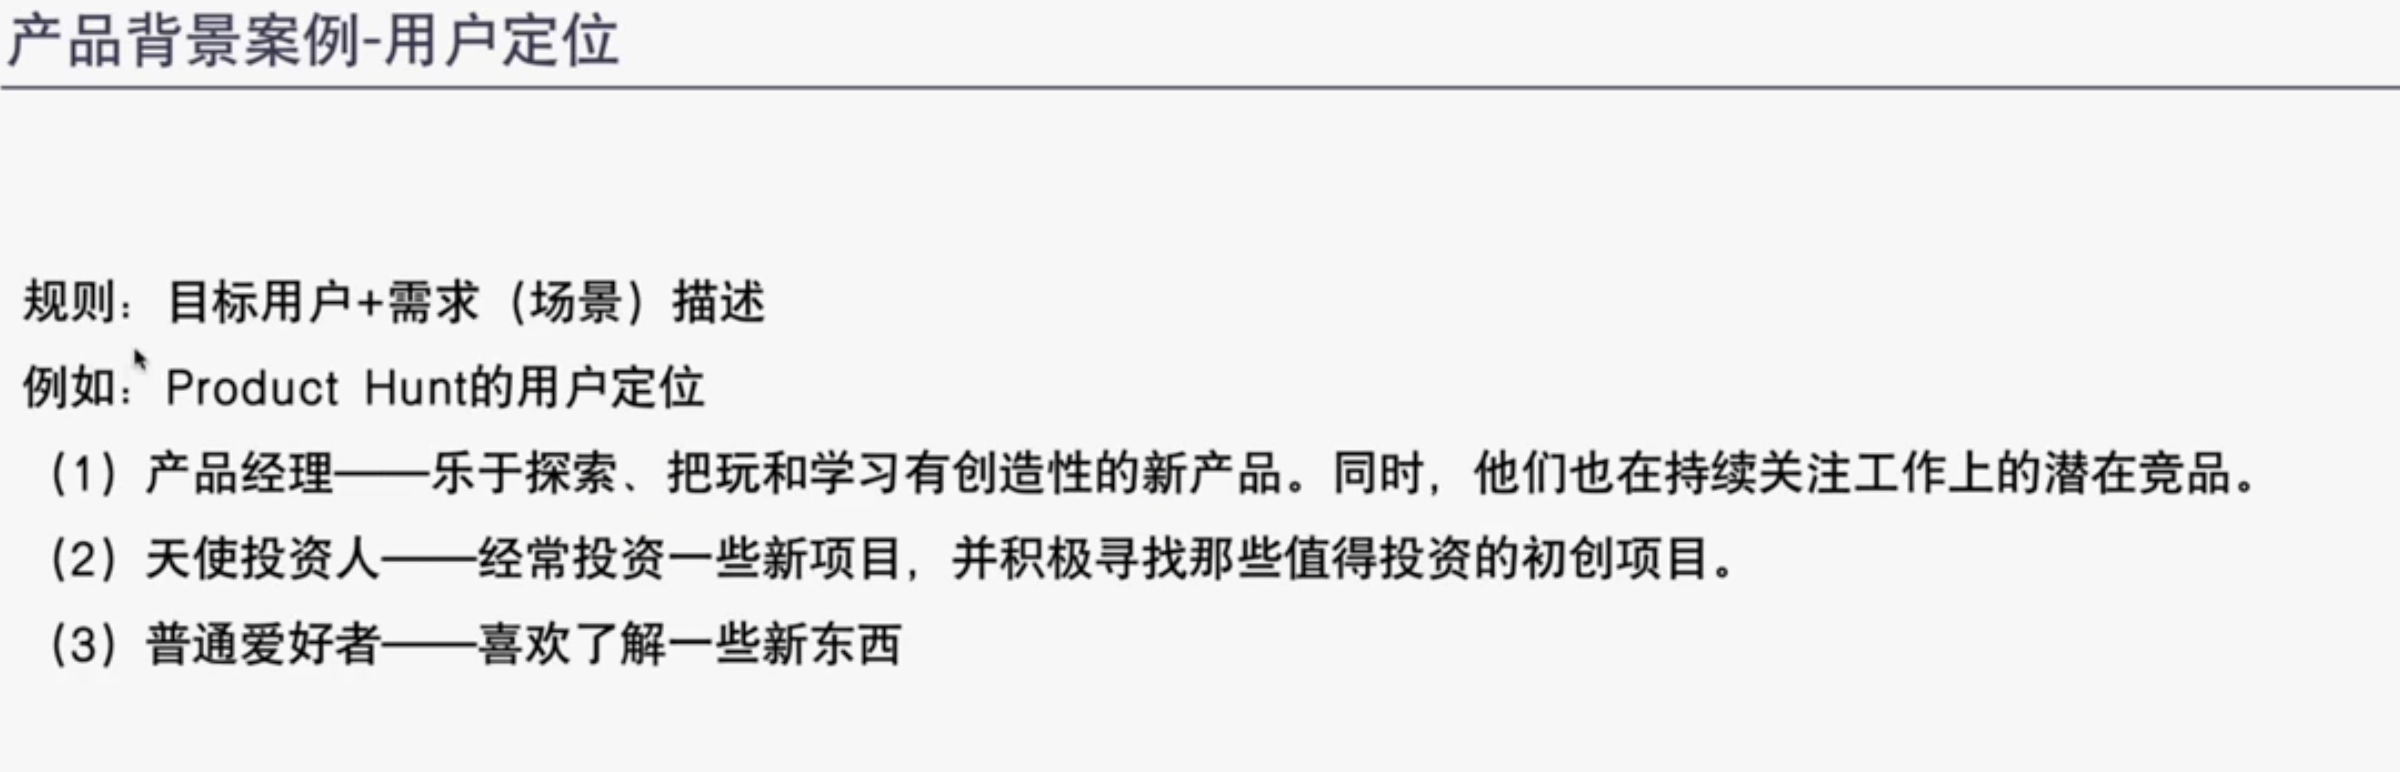 产品背景案例-用户定位
规则：目标用户+需求（场景）描述
例如：Product Hunt的用户定位
（1）产品经理——乐于探索、把玩和学习有创造性的新产品。同时，他们也在持续关注工作上的潜在竞品。
（2）天使投资人——经常投资一些新项目，并积极寻找那些值得投资的初创项目。
（3）普通爱好者——喜欢了解一些新东西